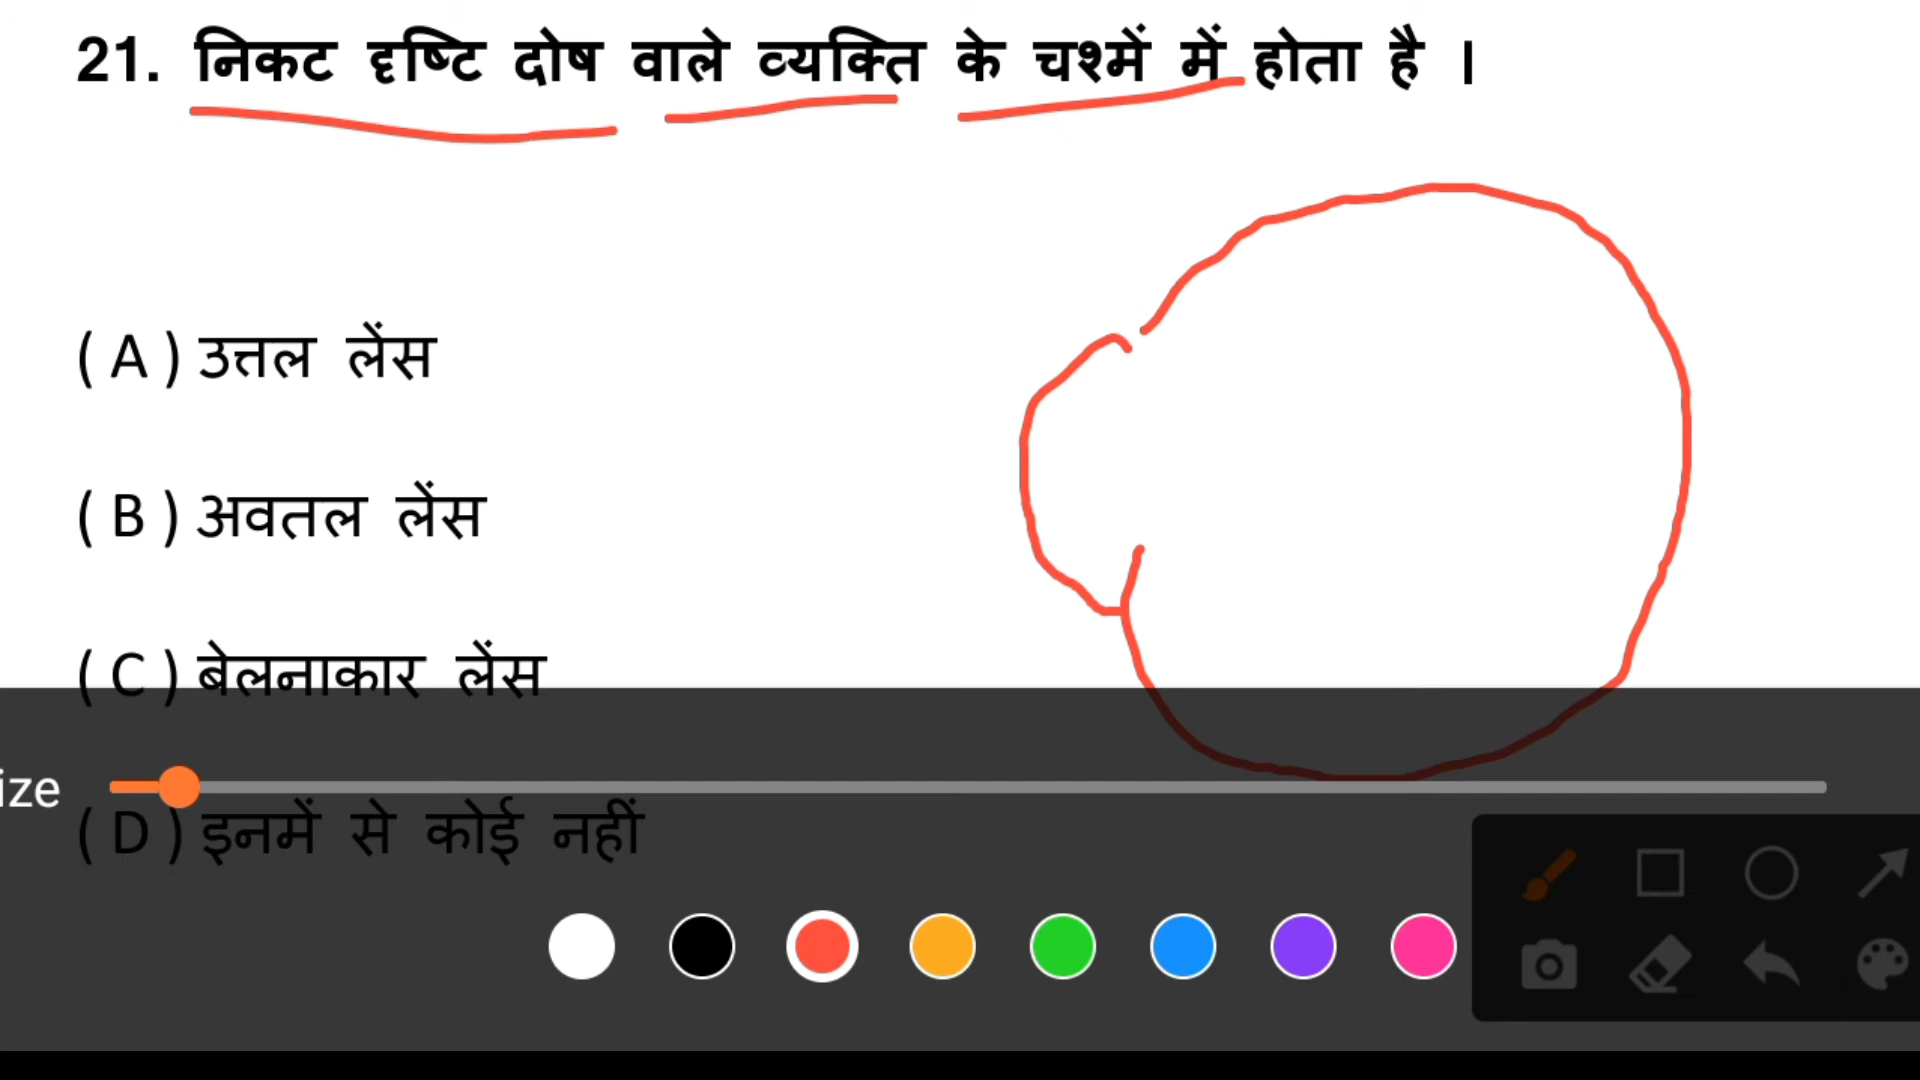 21. निकट दृष्टि दोष वाले व्यक्ति के चश्में में होता है ।
( A ) उत्तल लेंस
( B ) अवतल लेंस
( C ) बेलनाकार लेंस
ize
( D ) इनमें से कोई नहीं